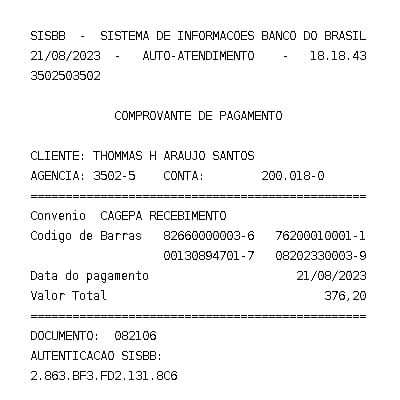 SISBB - SISTEMA DE INFORMACOES BANCO DO BRASIL
21/08/2023 - AUTO-ATENDIMENTO - 18.18.43
3502503502
COMPROVANTE DE PAGAMENTO
CLIENTE: THOMMAS H ARAUJO SANTOS
AGENCIA: 3502-5 CONTA: 200.018-0
================================================
Convenio CAGEPA RECEBIMENTO
Codigo de Barras 82660000003-6 76200010001-1
00130894701-7 08202330003-9
Data do pagamento 21/08/2023
Valor Total 376,20
================================================
DOCUMENTO: 082106
AUTENTICACAO SISBB:
2.863.BF3.FD2.131.8C6